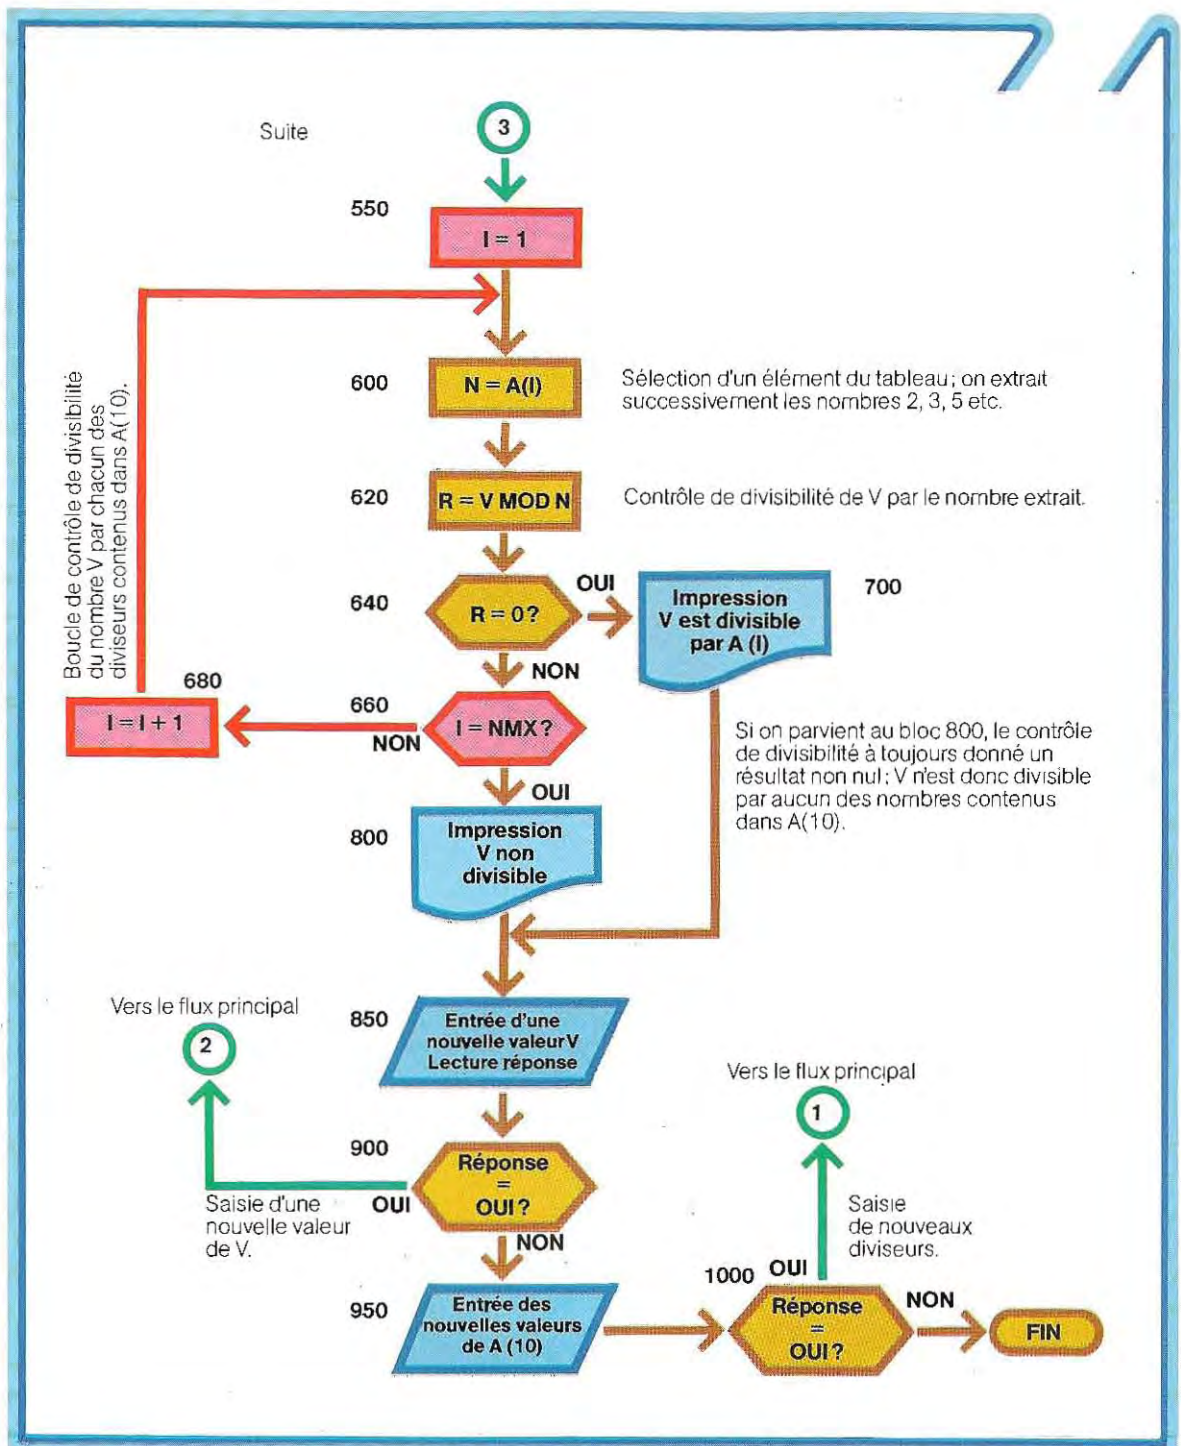 Suite
3
550
I = 1
Boucle de contrôle de divisibilité
du nombre V par chacun des
diviseurs contenus dans A(10).
600
N = A(I)
Sélection d'un élément du tableau; on extrait
successivement les nombres 2, 3, 5 etc.
620
R = V MOD N
Contrôle de divisibilité de V par le nombre extrait.
640
R = 0?
OUI
Impression
V est divisible
par A (I)
700
NON
680
I = I + 1
660
NON
I = NMX?
Si on parvient au bloc 800, le contrôle
de divisibilité à toujours donné un
résultat non nul; V n'est donc divisible
par aucun des nombres contenus
dans A(10).
OUI
800
Impression
V non
divisible
Vers le flux principal
2
850
Entrée d'une
nouvelle valeur V
Lecture réponse
Vers le flux principal
1
900
Réponse
=
OUI?
OUI
Saisie d'une
nouvelle valeur
de V.
NON
Saisie
de nouveaux
diviseurs.
950
Entrée des
nouvelles valeurs
de A (10)
1000
OUI
Réponse
=
OUI?
NON
FIN